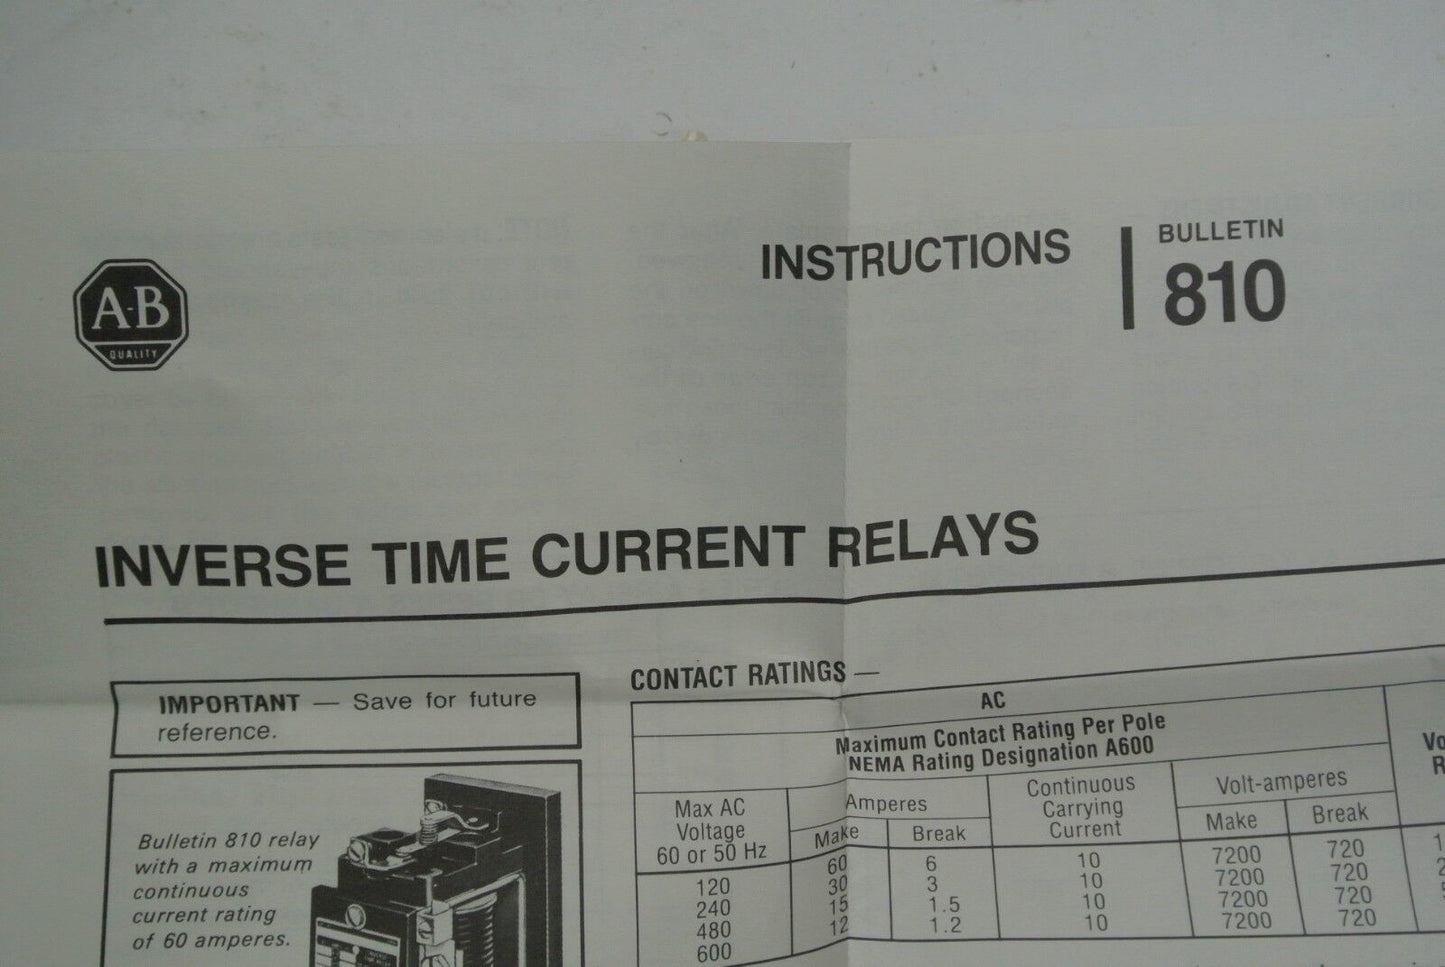 A-B
QUALITY
INSTRUCTIONS
BULLETIN
810
INVERSE TIME CURRENT RELAYS
IMPORTANT — Save for future
reference.
Bulletin 810 relay
with a maximum
continuous
current rating
of 60 amperes.
CONTACT RATINGS —
AC
Maximum Contact Rating Per Pole
NEMA Rating Designation A600
Max AC
Voltage
60 or 50 Hz
Amperes
Make Break
Continuous
Carrying
Current
Volt-amperes
Make Break
120 60 6 10 7200 720
240 30 3 10 7200 720
480 15 1.5 10 7200 720
600 12 1.2 10 7200 720